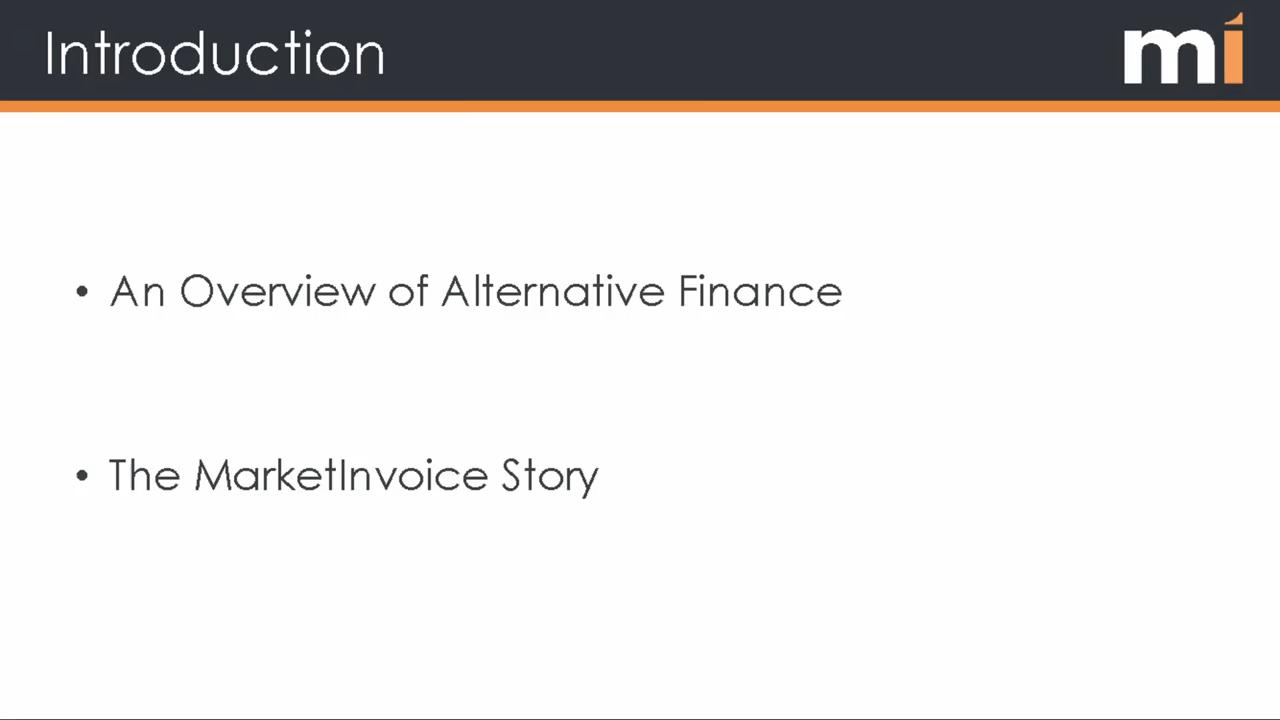 Introduction
mi
• An Overview of Alternative Finance
• The MarketInvoice Story